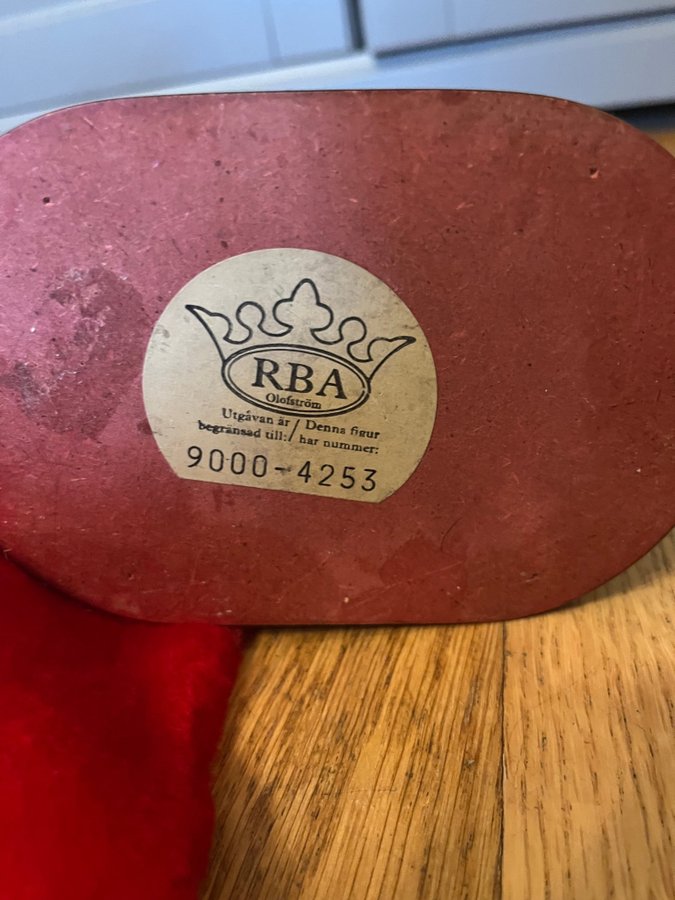 RBA
Olofström
Utgåvan är / Denna figur
begränsad till: / har nummer:
9000-4253